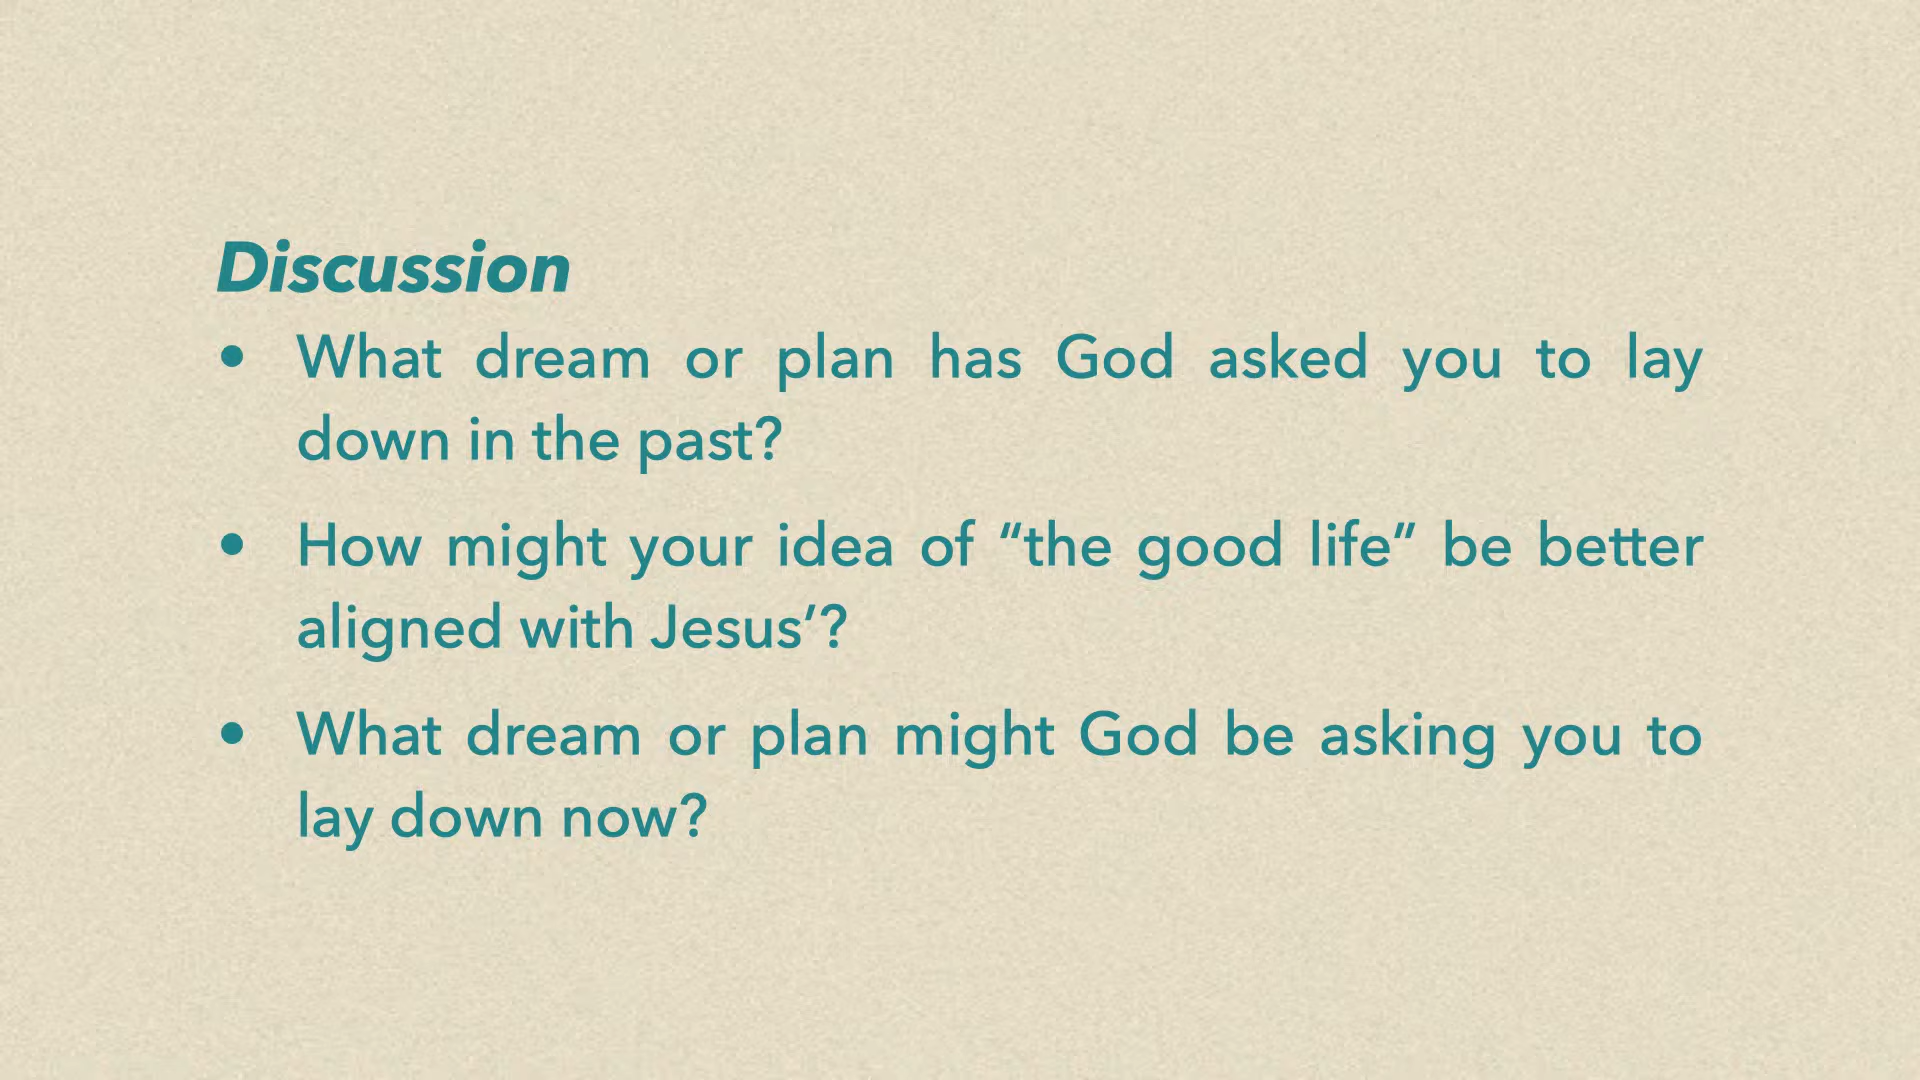 Discussion
• What dream or plan has God asked you to lay
down in the past?
• How might your idea of “the good life” be better
aligned with Jesus’?
• What dream or plan might God be asking you to
lay down now?